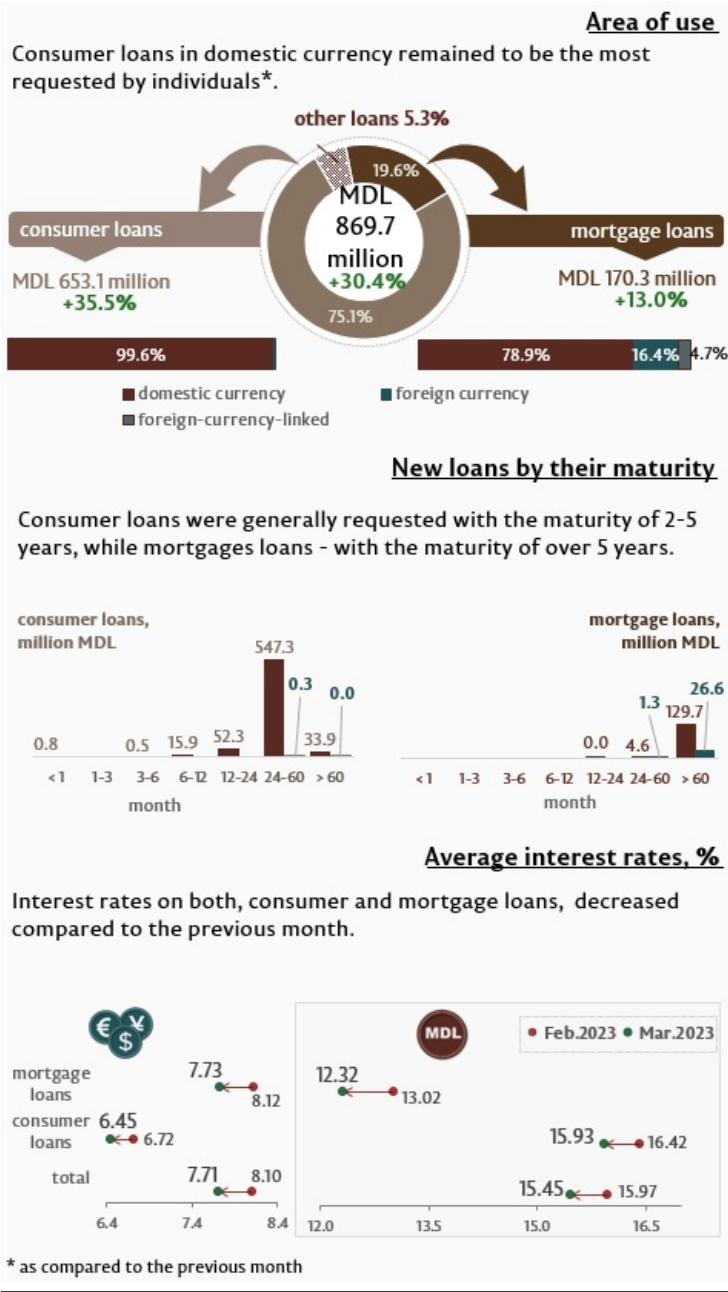 Area of use
Consumer loans in domestic currency remained to be the most
requested by individuals*.
other loans 5.3%
19.6%
MDL
869.7
million
+30.4%
75.1%
consumer loans
MDL 653.1 million
+35.5%
mortgage loans
MDL 170.3 million
+13.0%
99.6%
78.9% 16.4% 4.7%
domestic currency foreign currency
foreign-currency-linked
New loans by their maturity
Consumer loans were generally requested with the maturity of 2-5
years, while mortgages loans - with the maturity of over 5 years.
consumer loans,
million MDL
547.3
0.3
0.0
0.8 0.5 15.9 52.3 33.9
<1 1-3 3-6 6-12 12-24 24-60 >60
month
mortgage loans,
million MDL
26.6
1.3
129.7
0.0 4.6
<1 1-3 3-6 6-12 12-24 24-60 >60
month
Average interest rates, %
Interest rates on both, consumer and mortgage loans, decreased
compared to the previous month.
€ ¥
$
mortgage
loans
7.73
8.12
consumer
loans
6.45
6.72
total
7.71 8.10
6.4 7.4 8.4
MDL
Feb.2023 Mar.2023
12.32
13.02
15.93 16.42
15.45 15.97
12.0 13.5 15.0 16.5
* as compared to the previous month